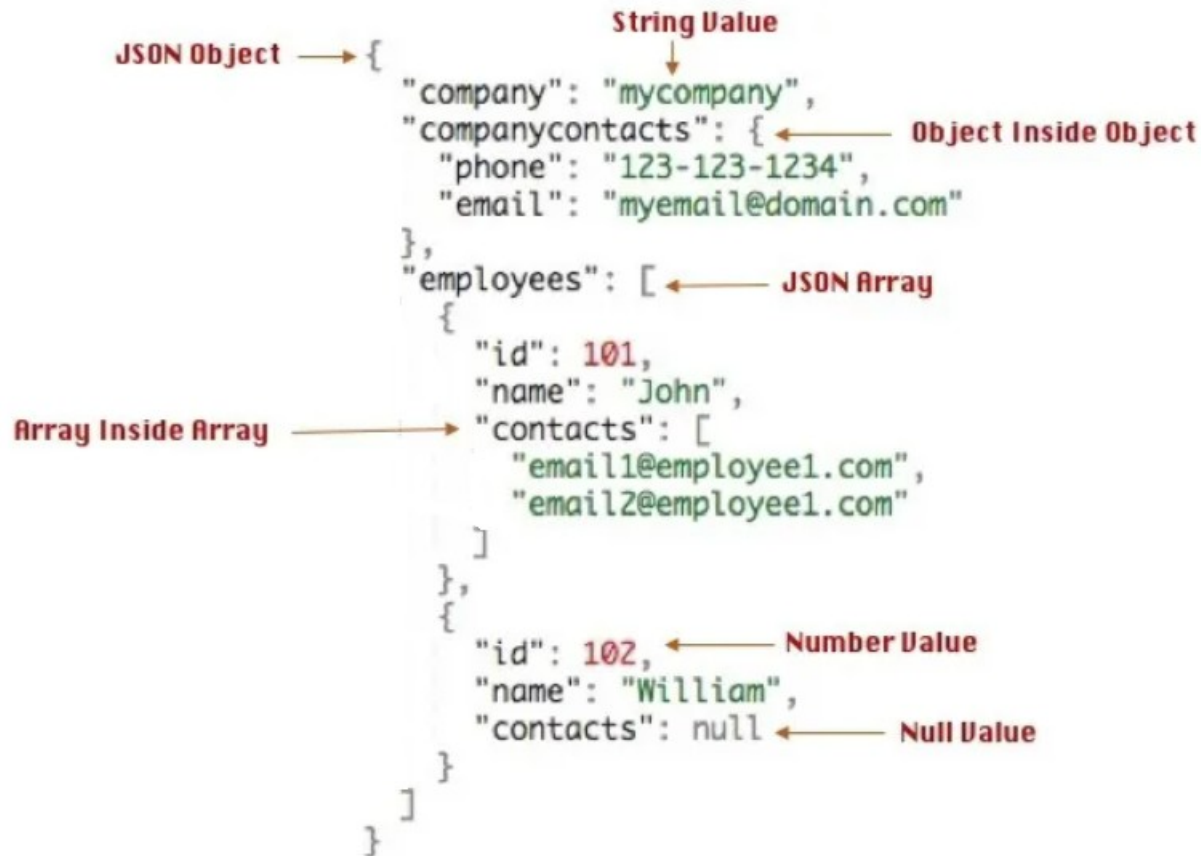 String Value
JSON Object {
"company": "mycompany",
"companycontacts": { Object Inside Object
"phone": "123-123-1234",
"email": "myemail@domain.com"
},
"employees": [ JSON Array
{
"id": 101,
"name": "John",
Array Inside Array "contacts": [
"email1@employee1.com",
"email2@employee1.com"
]
},
{
"id": 102, Number Value
"name": "William",
"contacts": null Null Value
}
]
}